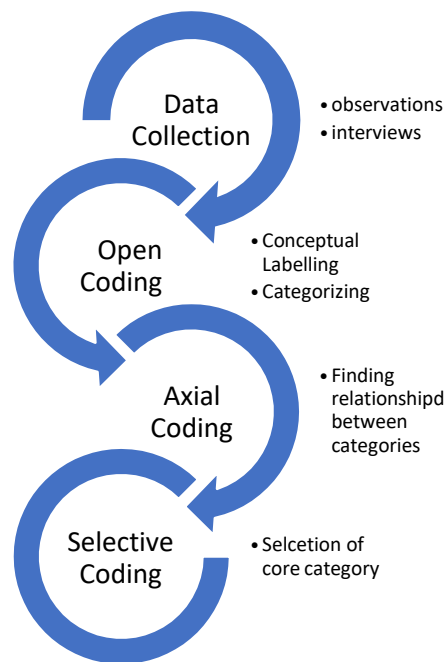 Data
Collection
• observations
• interviews
Open
Coding
• Conceptual
Labelling
• Categorizing
Axial
Coding
• Finding
relationshipd
between
categories
Selective
Coding
• Selcetion of
core category